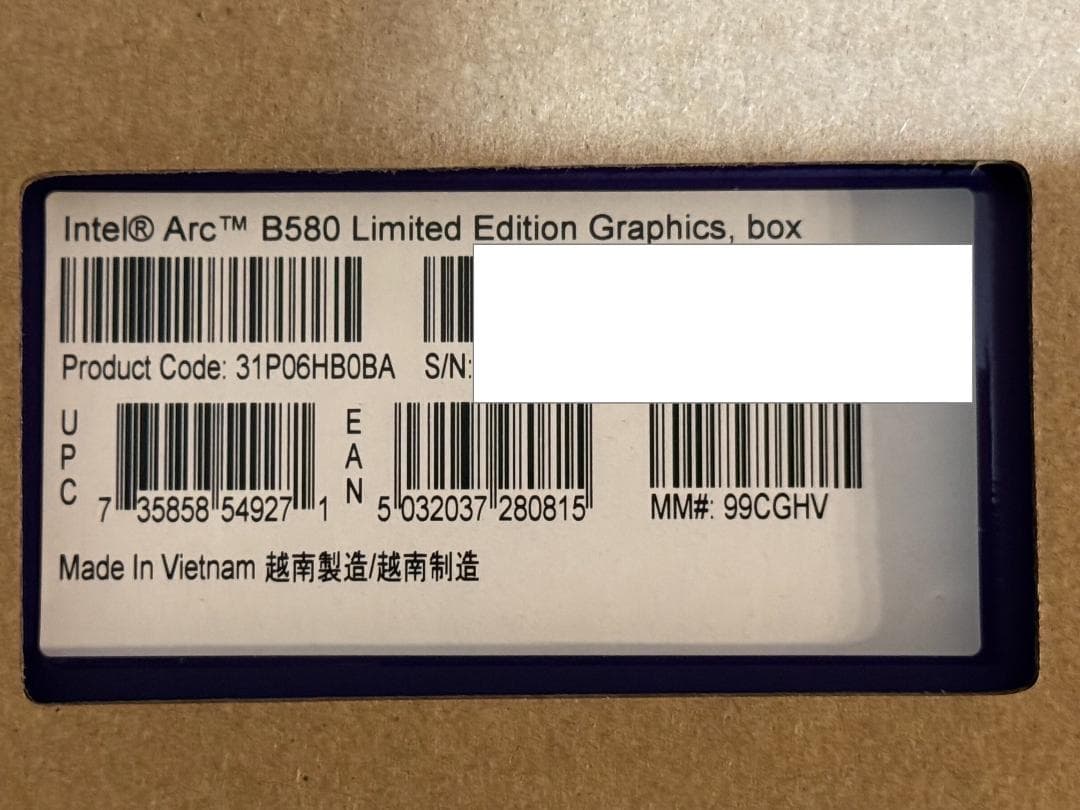 Intel® Arc™ B580 Limited Edition Graphics, box
Product Code: 31P06HB0BA S/N:
UPC 7 35858 54927 1 EAN 5 032037 280815 MM#: 99CGHV
Made In Vietnam 越南製造/越南制造